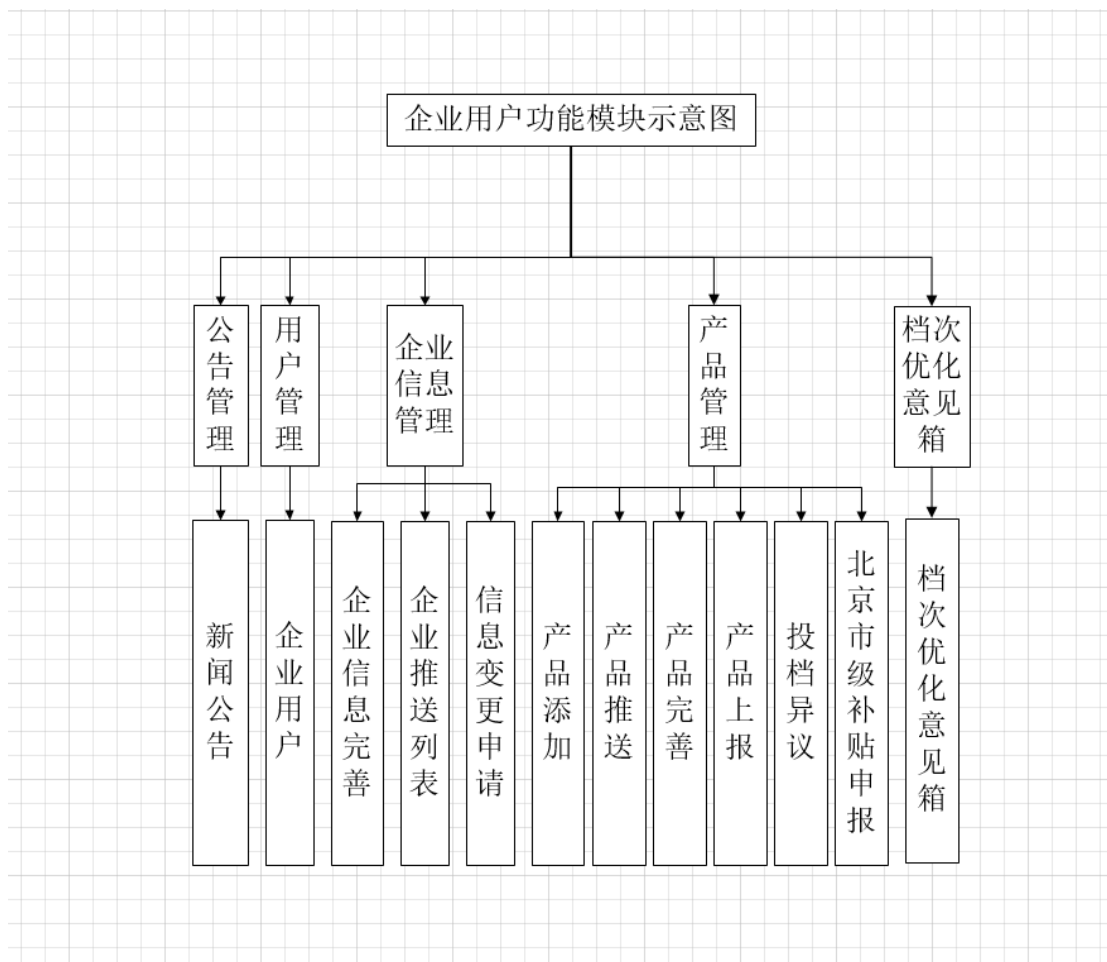 企业用户功能模块示意图
公告管理
用户管理
企业
信息
管理
产品管理
档次
优化
意见
箱
新闻公告
企业用户
企业信息完善
企业推送列表
信息变更申请
产品添加
产品推送
产品完善
产品上报
投档异议
北京市级补贴申报
档次优化意见箱